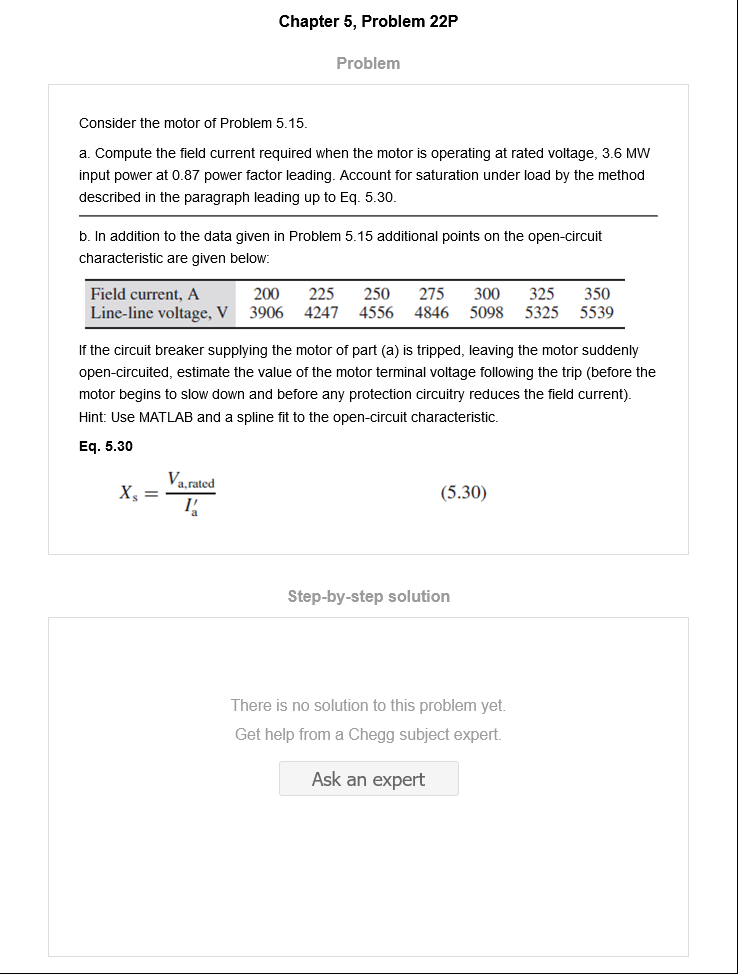 Chapter 5, Problem 22P
Problem
Consider the motor of Problem 5.15.
a. Compute the field current required when the motor is operating at rated voltage, 3.6 MW
input power at 0.87 power factor leading. Account for saturation under load by the method
described in the paragraph leading up to Eq. 5.30.
b. In addition to the data given in Problem 5.15 additional points on the open-circuit
characteristic are given below:
Field current, A 200 225 250 275 300 325 350
Line-line voltage, V 3906 4247 4556 4846 5098 5325 5539
If the circuit breaker supplying the motor of part (a) is tripped, leaving the motor suddenly
open-circuited, estimate the value of the motor terminal voltage following the trip (before the
motor begins to slow down and before any protection circuitry reduces the field current).
Hint: Use MATLAB and a spline fit to the open-circuit characteristic.
Eq. 5.30
Xs = Va,rated / I′a (5.30)
Step-by-step solution
There is no solution to this problem yet.
Get help from a Chegg subject expert.
Ask an expert